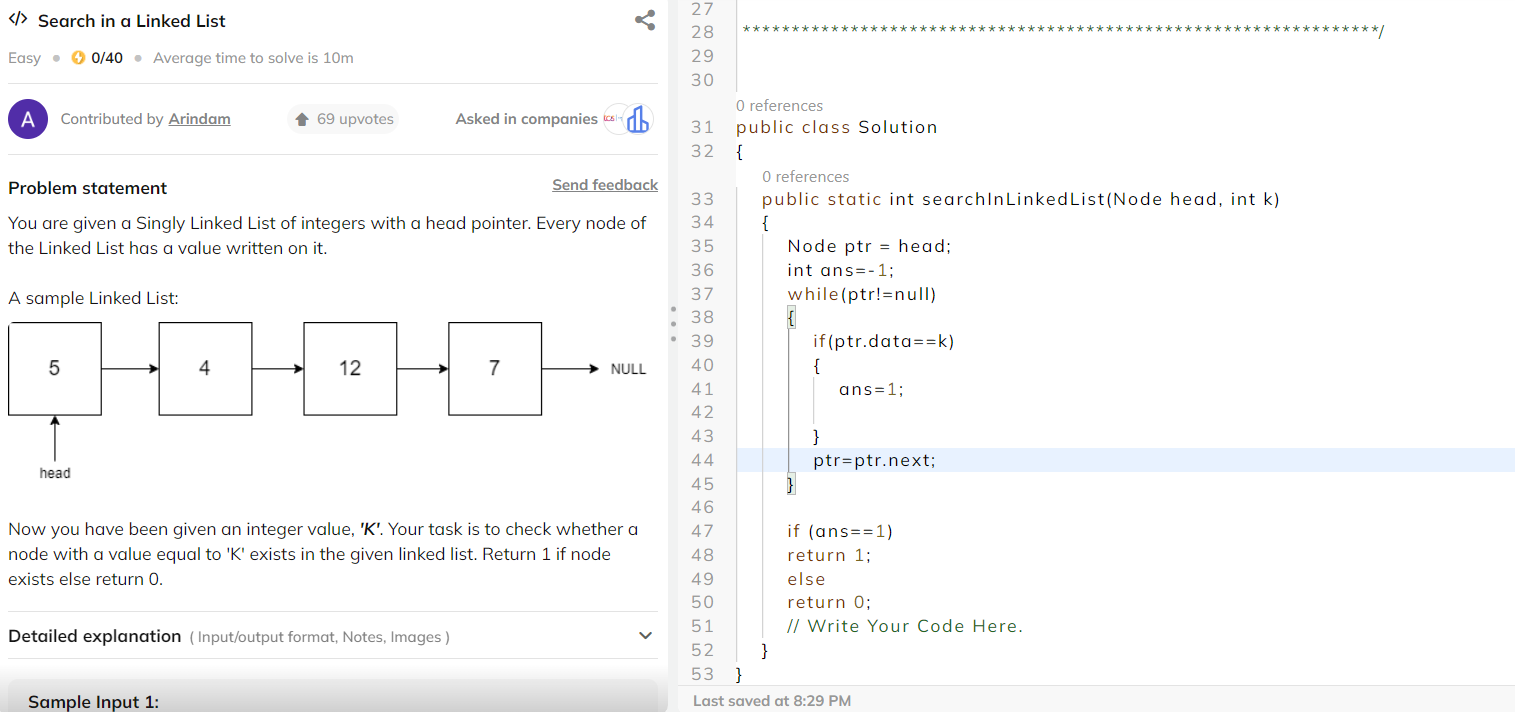 </> Search in a Linked List
Easy • 0/40 • Average time to solve is 10m
A Contributed by Arindam 69 upvotes Asked in companies
Problem statement Send feedback
You are given a Singly Linked List of integers with a head pointer. Every node of
the Linked List has a value written on it.
A sample Linked List:
5 4 12 7 NULL
head
Now you have been given an integer value, 'K'. Your task is to check whether a
node with a value equal to 'K' exists in the given linked list. Return 1 if node
exists else return 0.
Detailed explanation ( Input/output format, Notes, Images )
Sample Input 1:
27
28 *****************************************************************/
29
30
0 references
31 public class Solution
32 {
0 references
33 public static int searchInLinkedList(Node head, int k)
34 {
35 Node ptr = head;
36 int ans=-1;
37 while(ptr!=null)
38 {
39 if(ptr.data==k)
40 {
41 ans=1;
42
43 }
44 ptr=ptr.next;
45 }
46
47 if (ans==1)
48 return 1;
49 else
50 return 0;
51 // Write Your Code Here.
52 }
53 }
Last saved at 8:29 PM